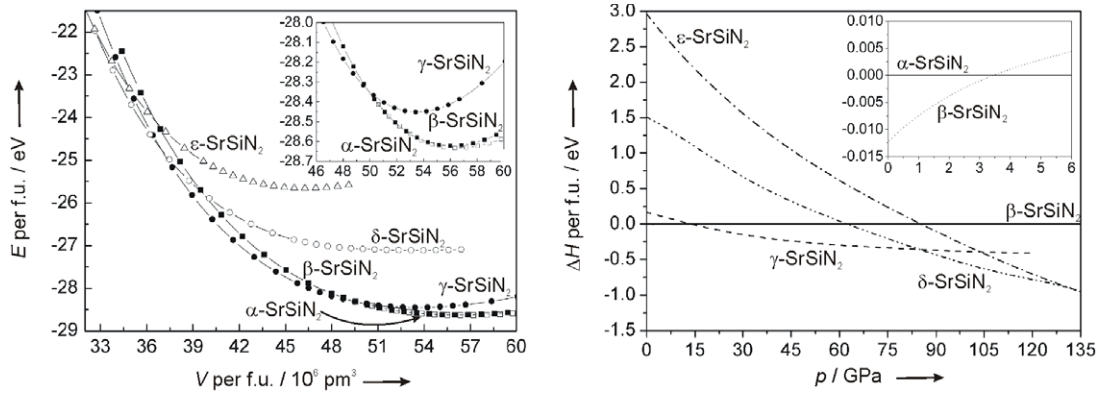 -22
-23
-24
-25
-26
-27
-28
-29
E per f.u. / eV
33 36 39 42 45 48 51 54 57 60
V per f.u. / 10⁶ pm³
ε-SrSiN₂
δ-SrSiN₂
β-SrSiN₂
γ-SrSiN₂
α-SrSiN₂
-28.0
-28.1
-28.2
-28.3
-28.4
-28.5
-28.6
-28.7
46 48 50 52 54 56 58 60
γ-SrSiN₂
β-SrSiN₂
α-SrSiN₂
3.0
2.5
2.0
1.5
1.0
0.5
0.0
-0.5
-1.0
-1.5
ΔH per f.u. / eV
0 15 30 45 60 75 90 105 120 135
p / GPa
ε-SrSiN₂
β-SrSiN₂
γ-SrSiN₂
δ-SrSiN₂
0.010
0.005
0.000
-0.005
-0.010
-0.015
0 1 2 3 4 5 6
α-SrSiN₂
β-SrSiN₂